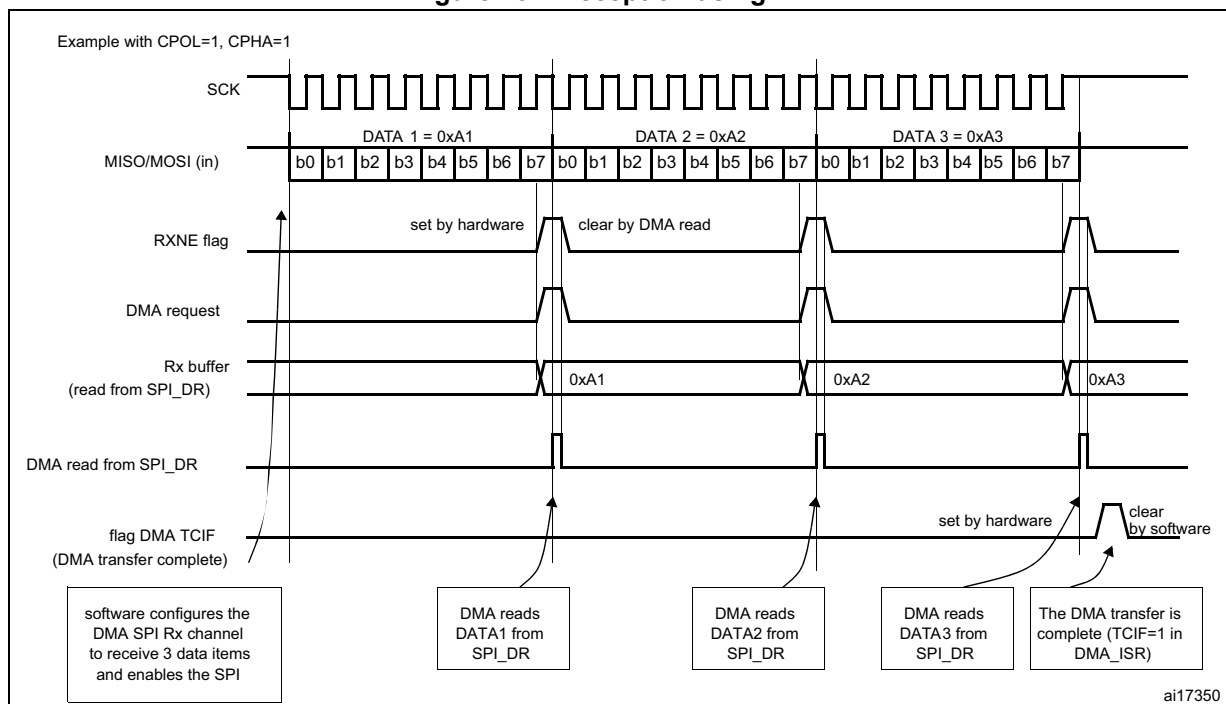 Example with CPOL=1, CPHA=1
SCK
DATA 1 = 0xA1
DATA 2 = 0xA2
DATA 3 = 0xA3
MISO/MOSI (in)
b0 b1 b2 b3 b4 b5 b6 b7 b0 b1 b2 b3 b4 b5 b6 b7 b0 b1 b2 b3 b4 b5 b6 b7
set by hardware
clear by DMA read
RXNE flag
DMA request
Rx buffer
(read from SPI_DR)
0xA1
0xA2
0xA3
DMA read from SPI_DR
flag DMA TCIF
(DMA transfer complete)
set by hardware
clear
by software
software configures the
DMA SPI Rx channel
to receive 3 data items
and enables the SPI
DMA reads
DATA1 from
SPI_DR
DMA reads
DATA2 from
SPI_DR
DMA reads
DATA3 from
SPI_DR
The DMA transfer is
complete (TCIF=1 in
DMA_ISR)
ai17350